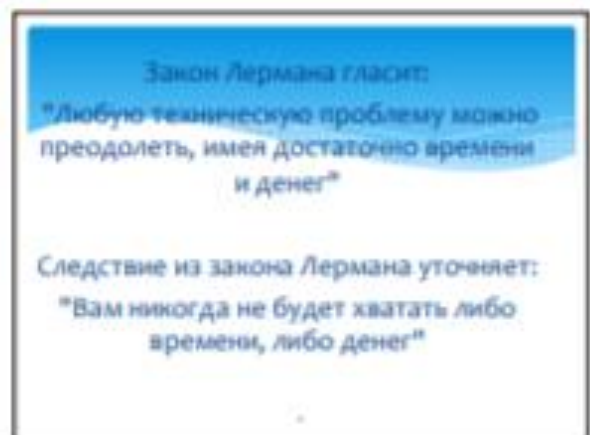 Закон Лермана гласит:
"Любую техническую проблему можно
преодолеть, имея достаточно времени
и денег"
Следствие из закона Лермана уточняет:
"Вам никогда не будет хватать либо
времени, либо денег"